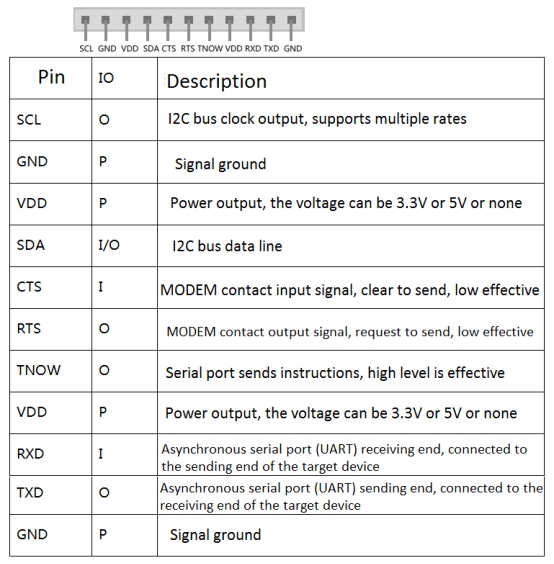 SCL GND VDD SDA CTS RTS TNOW VDD RXD TXD GND
Pin IO Description
SCL O I2C bus clock output, supports multiple rates
GND P Signal ground
VDD P Power output, the voltage can be 3.3V or 5V or none
SDA I/O I2C bus data line
CTS I MODEM contact input signal, clear to send, low effective
RTS O MODEM contact output signal, request to send, low effective
TNOW O Serial port sends instructions, high level is effective
VDD P Power output, the voltage can be 3.3V or 5V or none
RXD I Asynchronous serial port (UART) receiving end, connected to
the sending end of the target device
TXD O Asynchronous serial port (UART) sending end, connected to the
receiving end of the target device
GND P Signal ground